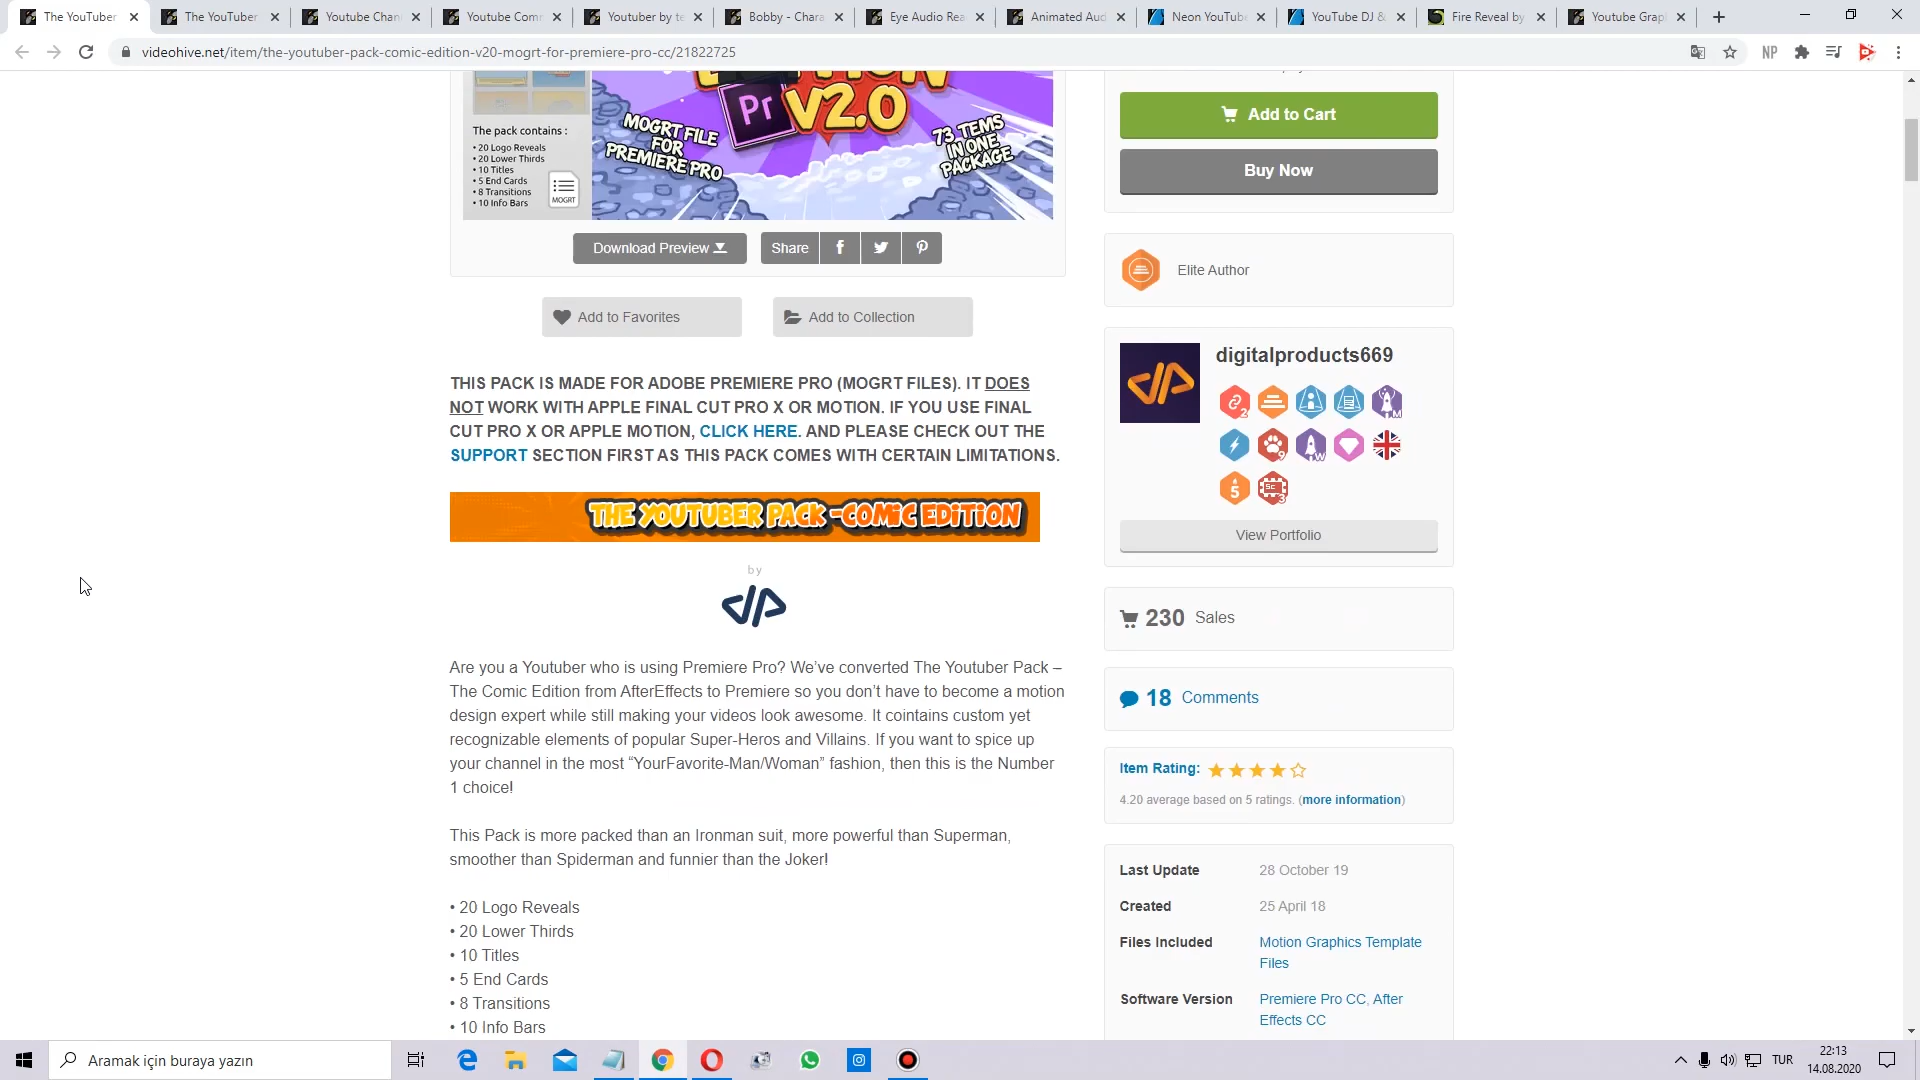 The YouTuber
The YouTuber
Youtube Chan
Youtube Comm
Youtuber by te
Bobby - Chara
Eye Audio Rea
Animated Aud
Neon YouTube
YouTube DJ &
Fire Reveal by
Youtube Grap
videohive.net/item/the-youtuber-pack-comic-edition-v20-mogrt-for-premiere-pro-cc/21822725
NP
The pack contains :
• 20 Logo Reveals
• 20 Lower Thirds
• 10 Titles
• 5 End Cards
• 8 Transitions
• 10 Info Bars
MOGRT
Pr
V2.0
MOGRT FILE
FOR
PREMIERE PRO
73 TEMS
IN ONE
PACKAGE
Add to Cart
Buy Now
Download Preview
Share
Elite Author
Add to Favorites
Add to Collection
digitalproducts669
View Portfolio
THIS PACK IS MADE FOR ADOBE PREMIERE PRO (MOGRT FILES). IT DOES
NOT WORK WITH APPLE FINAL CUT PRO X OR MOTION. IF YOU USE FINAL
CUT PRO X OR APPLE MOTION, CLICK HERE. AND PLEASE CHECK OUT THE
SUPPORT SECTION FIRST AS THIS PACK COMES WITH CERTAIN LIMITATIONS.
THE YOUTUBER PACK -COMIC EDITION
by
Are you a Youtuber who is using Premiere Pro? We’ve converted The Youtuber Pack –
The Comic Edition from AfterEffects to Premiere so you don’t have to become a motion
design expert while still making your videos look awesome. It cointains custom yet
recognizable elements of popular Super-Heros and Villains. If you want to spice up
your channel in the most “YourFavorite-Man/Woman” fashion, then this is the Number
1 choice!
This Pack is more packed than an Ironman suit, more powerful than Superman,
smoother than Spiderman and funnier than the Joker!
• 20 Logo Reveals
• 20 Lower Thirds
• 10 Titles
• 5 End Cards
• 8 Transitions
• 10 Info Bars
230 Sales
18 Comments
Item Rating:
4.20 average based on 5 ratings. (more information)
Last Update 28 October 19
Created 25 April 18
Files Included Motion Graphics Template
Files
Software Version Premiere Pro CC, After
Effects CC
Aramak için buraya yazın
TUR
22:13
14.08.2020